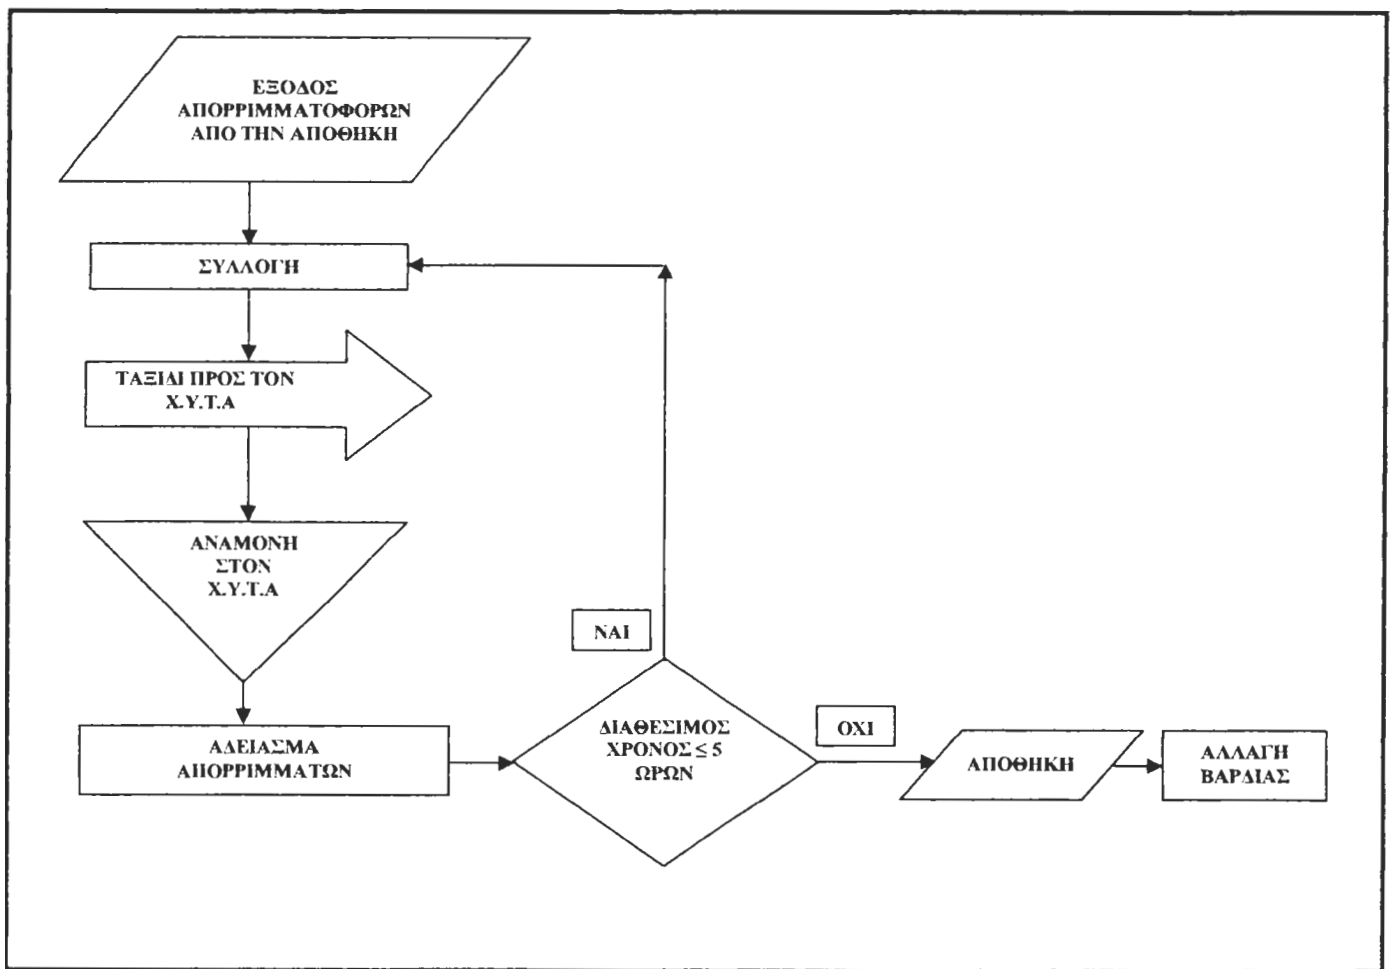 ΕΞΟΔΟΣ
ΑΠΟΡΡΙΜΜΑΤΟΦΟΡΩΝ
ΑΠΟ ΤΗΝ ΑΠΟΘΗΚΗ
ΣΥΛΛΟΓΗ
ΤΑΞΙΔΙ ΠΡΟΣ ΤΟΝ
Χ.Υ.Τ.Α
ΑΝΑΜΟΝΗ
ΣΤΟΝ
Χ.Υ.Τ.Α
ΑΔΕΙΑΣΜΑ
ΑΠΟΡΡΙΜΜΑΤΩΝ
ΝΑΙ
ΔΙΑΘΕΣΙΜΟΣ
ΧΡΟΝΟΣ ≤ 5
ΩΡΩΝ
ΟΧΙ
ΑΠΟΘΗΚΗ
ΑΛΛΑΓΗ
ΒΑΡΔΙΑΣ